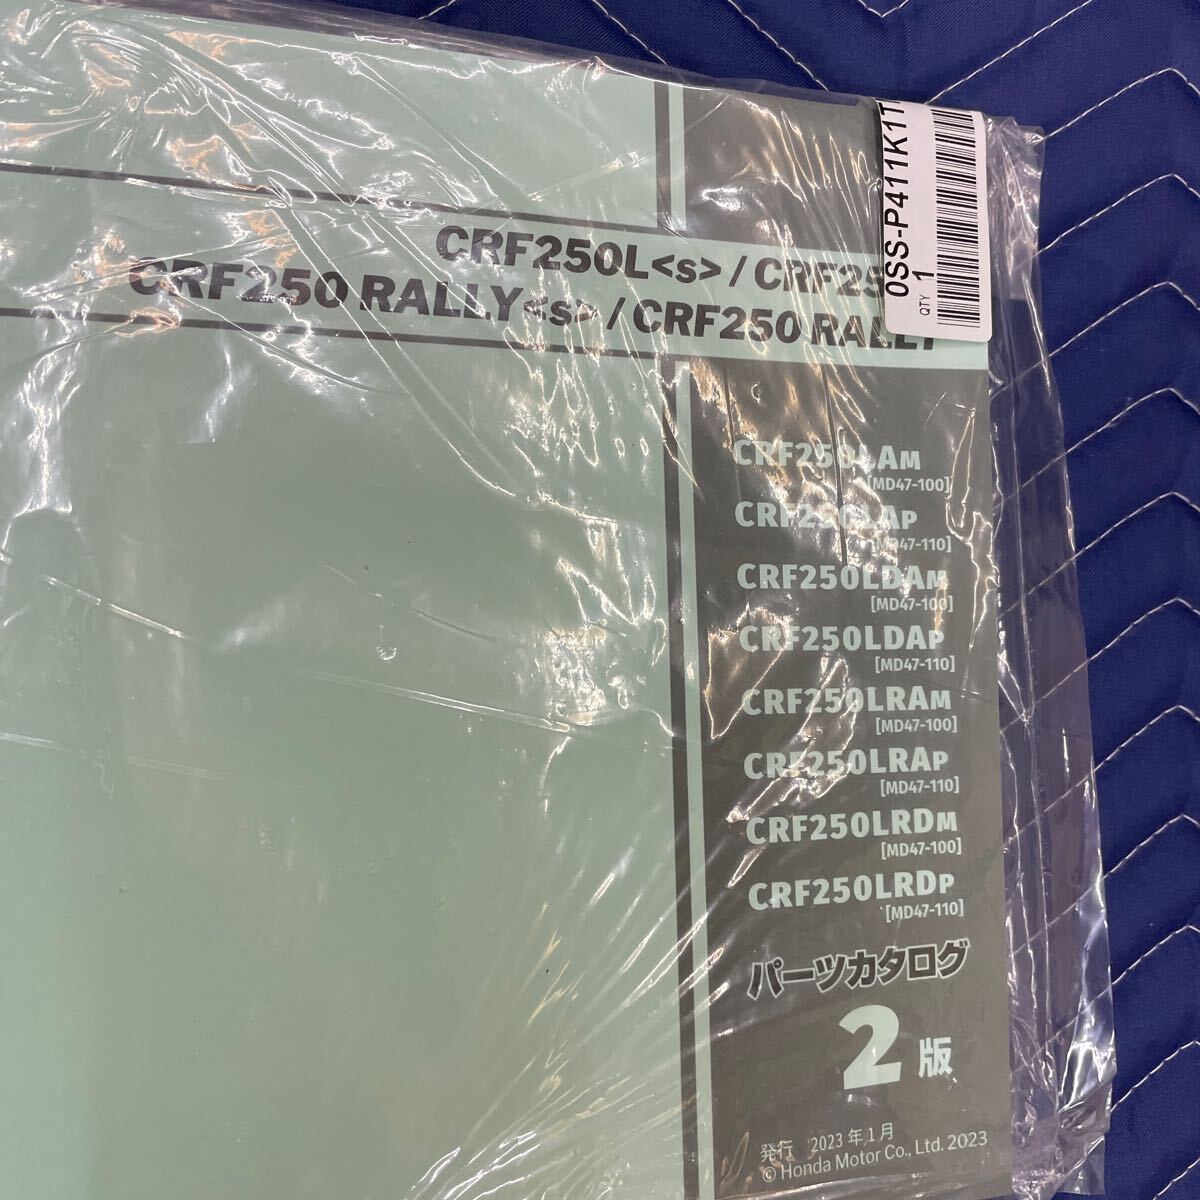 CRF250L<s> / CRF25
CRF250 RALLY<s> / CRF250 RALLY
0SS-P411K1T
QTY 1
CRF250LAM
[MD47-100]
CRF250LAP
[MD47-110]
CRF250LDAM
[MD47-100]
CRF250LDAP
[MD47-110]
CRF250LRAM
[MD47-100]
CRF250LRAP
[MD47-110]
CRF250LRDM
[MD47-100]
CRF250LRDP
[MD47-110]
パーツカタログ
2版
発行 2023年1月
© Honda Motor Co., Ltd. 2023